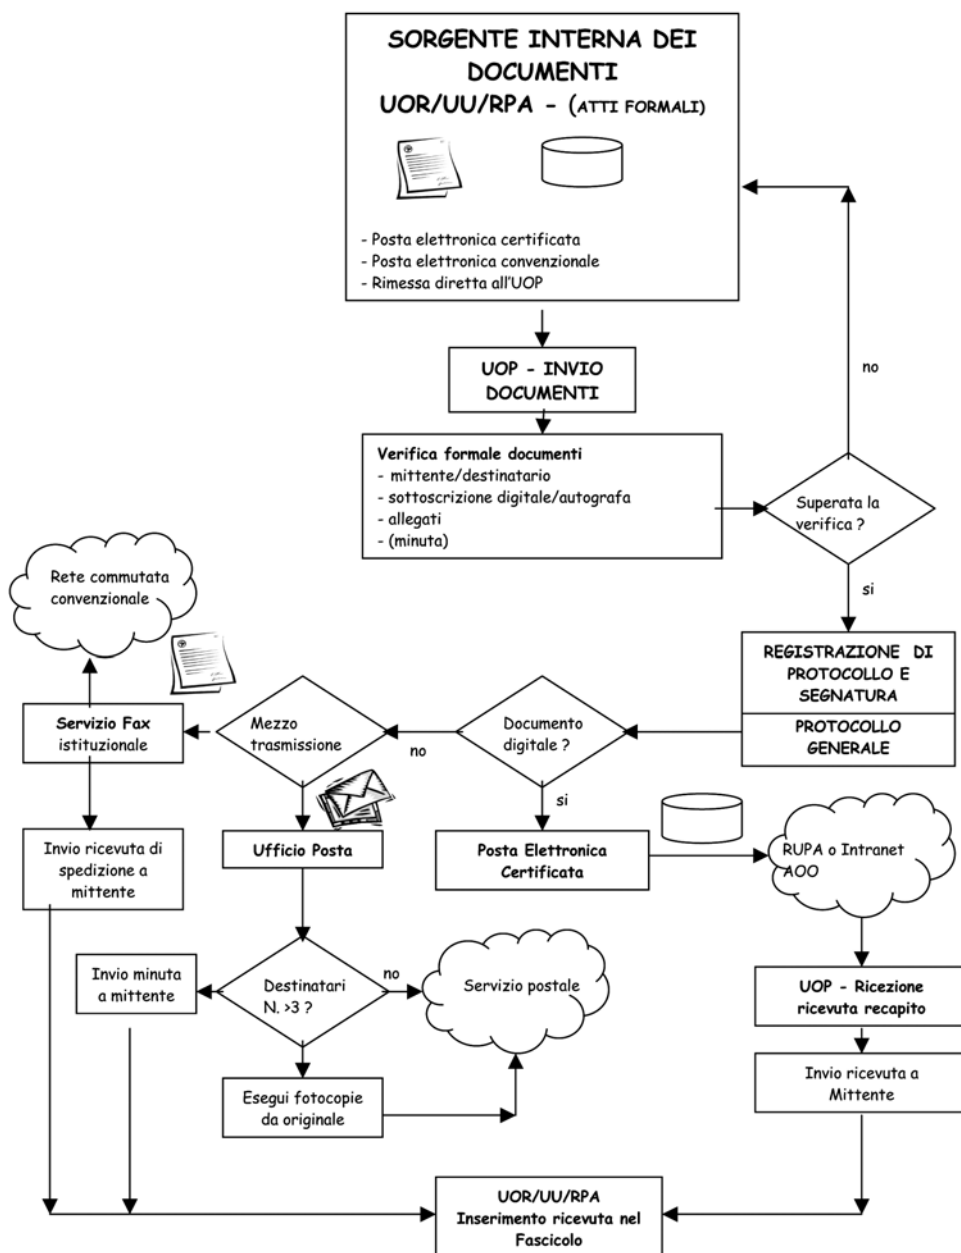 SORGENTE INTERNA DEI
DOCUMENTI
UOR/UU/RPA - (ATTI FORMALI)
- Posta elettronica certificata
- Posta elettronica convenzionale
- Rimessa diretta all'UOP
UOP - INVIO
DOCUMENTI
no
Verifica formale documenti
- mittente/destinatario
- sottoscrizione digitale/autografa
- allegati
- (minuta)
Superata la
verifica ?
si
Rete commutata
convenzionale
REGISTRAZIONE DI
PROTOCOLLO E
SEGNATURA
PROTOCOLLO
GENERALE
Servizio Fax
istituzionale
Mezzo
trasmissione
no
Documento
digitale ?
si
Invio ricevuta di
spedizione a
mittente
Ufficio Posta
Posta Elettronica
Certificata
RUPA o Intranet
AOO
Invio minuta
a mittente
Destinatari
N. >3 ?
no
Servizio postale
UOP - Ricezione
ricevuta recapito
Esegui fotocopie
da originale
Invio ricevuta a
Mittente
UOR/UU/RPA
Inserimento ricevuta nel
Fascicolo